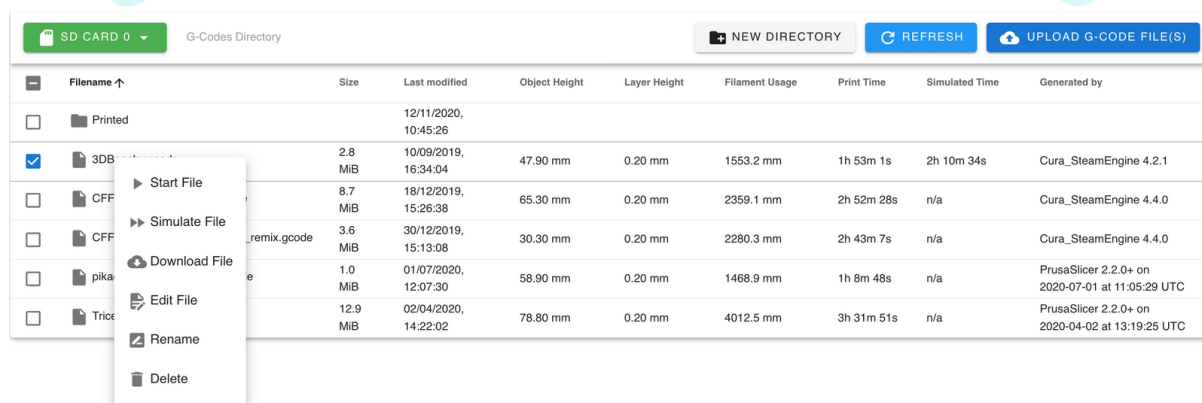 SD CARD 0
G-Codes Directory
NEW DIRECTORY
REFRESH
UPLOAD G-CODE FILE(S)
Filename Size Last modified Object Height Layer Height Filament Usage Print Time Simulated Time Generated by
Printed 12/11/2020,
10:45:26
2.8 MiB 10/09/2019, 16:34:04 47.90 mm 0.20 mm 1553.2 mm 1h 53m 1s 2h 10m 34s Cura_SteamEngine 4.2.1
CFF 8.7 MiB 18/12/2019, 15:26:38 65.30 mm 0.20 mm 2359.1 mm 2h 52m 28s n/a Cura_SteamEngine 4.4.0
CFF _remix.gcode 3.6 MiB 30/12/2019, 15:13:08 30.30 mm 0.20 mm 2280.3 mm 2h 43m 7s n/a Cura_SteamEngine 4.4.0
pika e 1.0 MiB 01/07/2020, 12:07:30 58.90 mm 0.20 mm 1468.9 mm 1h 8m 48s n/a PrusaSlicer 2.2.0+ on
2020-07-01 at 11:05:29 UTC
Trice 12.9 MiB 02/04/2020, 14:22:02 78.80 mm 0.20 mm 4012.5 mm 3h 31m 51s n/a PrusaSlicer 2.2.0+ on
2020-04-02 at 13:19:25 UTC
Start File
Simulate File
Download File
Edit File
Rename
Delete